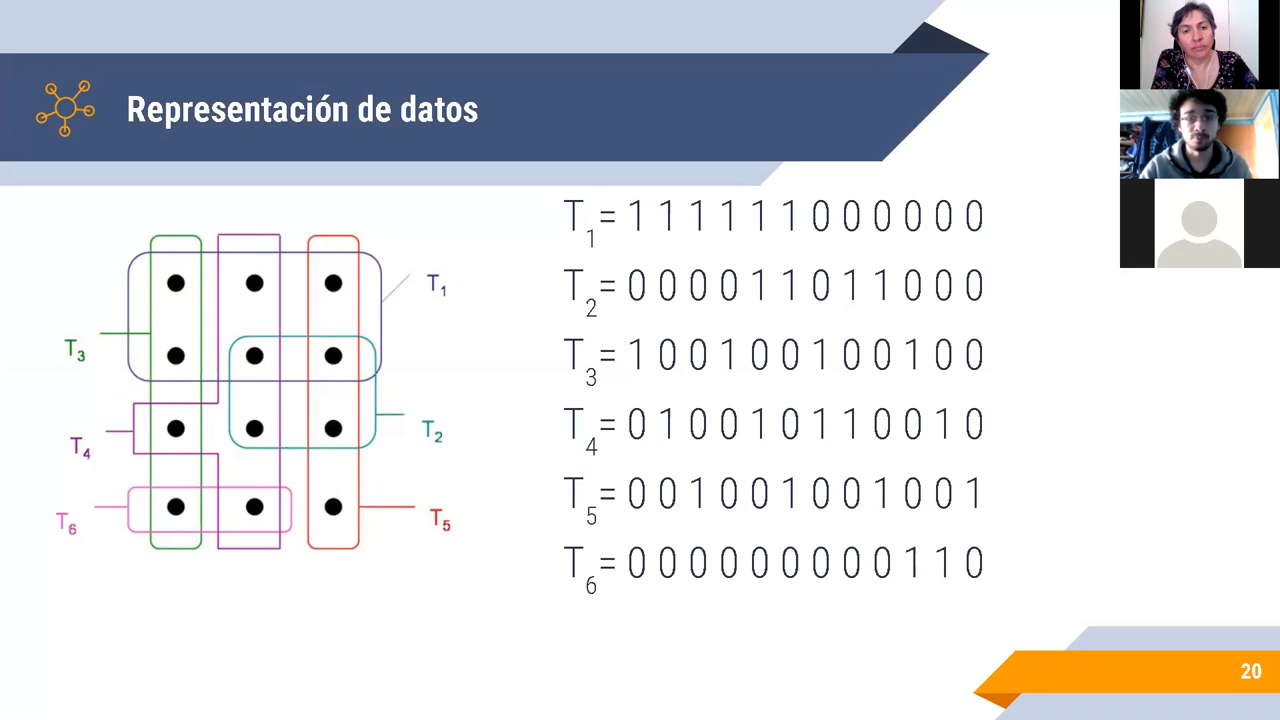 Representación de datos
T1
T3
T4
T2
T6
T5
T1= 1 1 1 1 1 1 0 0 0 0 0 0
T2= 0 0 0 0 1 1 0 1 1 0 0 0
T3= 1 0 0 1 0 0 1 0 0 1 0 0
T4= 0 1 0 0 1 0 1 1 0 0 1 0
T5= 0 0 1 0 0 1 0 0 1 0 0 1
T6= 0 0 0 0 0 0 0 0 0 1 1 0
20